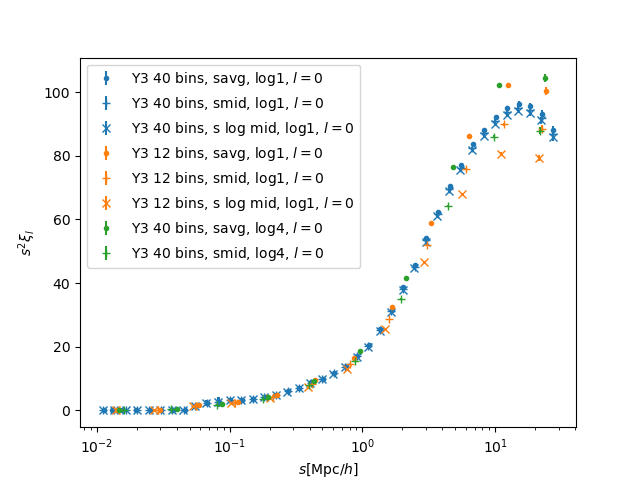 Y3 40 bins, savg, log1, l = 0
Y3 40 bins, smid, log1, l = 0
Y3 40 bins, s log mid, log1, l = 0
Y3 12 bins, savg, log1, l = 0
Y3 12 bins, smid, log1, l = 0
Y3 12 bins, s log mid, log1, l = 0
Y3 40 bins, savg, log4, l = 0
Y3 40 bins, smid, log4, l = 0
100
80
60
40
20
0
s²ξₗ
10⁻² 10⁻¹ 10⁰ 10¹
s[Mpc/h]